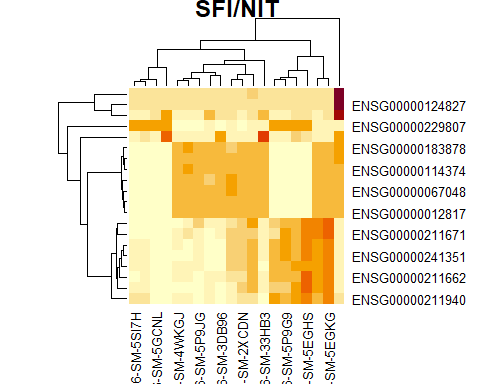 SFI/NIT
ENSG00000124827
ENSG00000229807
ENSG00000183878
ENSG00000114374
ENSG00000067048
ENSG00000012817
ENSG00000211671
ENSG00000241351
ENSG00000211662
ENSG00000211940
6-SM-5SI7H
-SM-5GCNL
-SM-4WKGJ
-SM-5P9JG
-SM-3DB96
-SM-2XCDN
-SM-33HB3
-SM-5P9G9
-SM-5EGHS
-SM-5EGKG